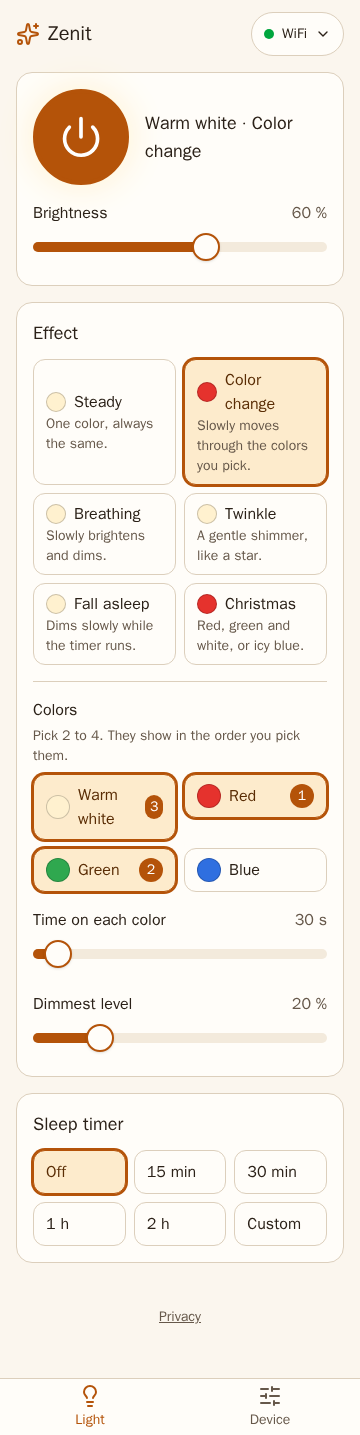 Zenit
WiFi
Warm white · Color
change
Brightness
60 %
Effect
Steady
One color, always
the same.
Color
change
Slowly moves
through the colors
you pick.
Breathing
Slowly brightens
and dims.
Twinkle
A gentle shimmer,
like a star.
Fall asleep
Dims slowly while
the timer runs.
Christmas
Red, green and
white, or icy blue.
Colors
Pick 2 to 4. They show in the order you pick
them.
Warm
white
3
Red
1
Green
2
Blue
Time on each color
30 s
Dimmest level
20 %
Sleep timer
Off
15 min
30 min
1 h
2 h
Custom
Privacy
Light
Device